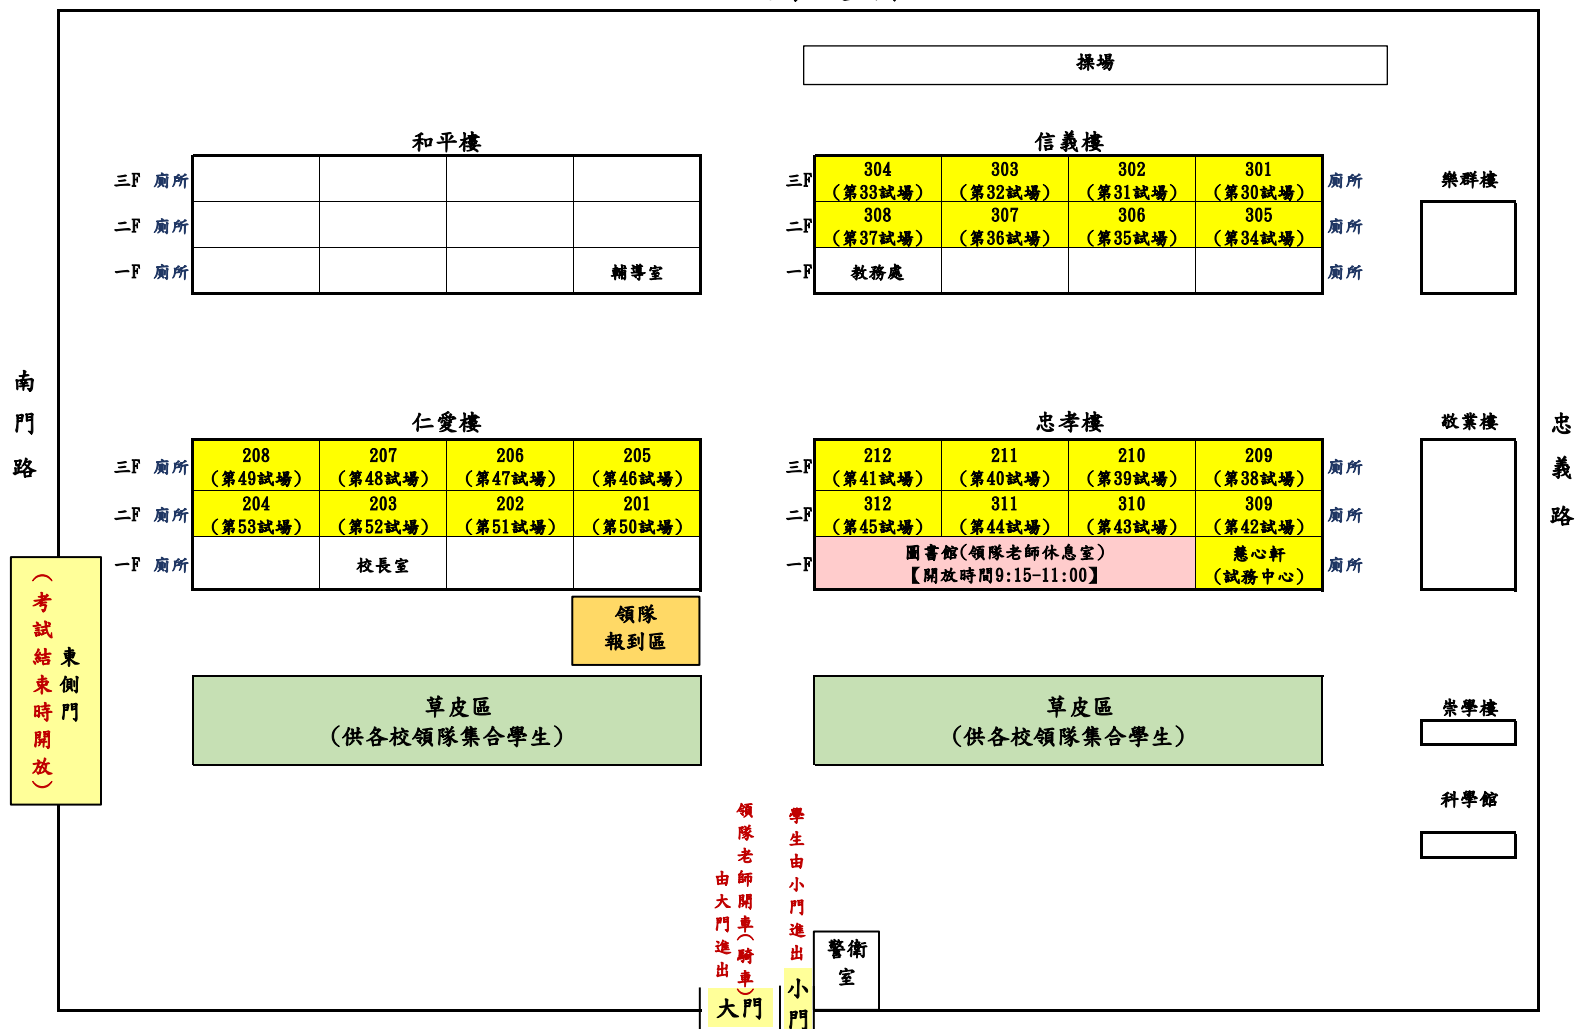 操場
和平樓
三F 廁所
二F 廁所
一F 廁所
輔導室
信義樓
三F
304
(第33試場)
303
(第32試場)
302
(第31試場)
301
(第30試場)
廁所
二F
308
(第37試場)
307
(第36試場)
306
(第35試場)
305
(第34試場)
廁所
一F
教務處
廁所
樂群樓
南門路
仁愛樓
三F 廁所
208
(第49試場)
207
(第48試場)
206
(第47試場)
205
(第46試場)
二F 廁所
204
(第53試場)
203
(第52試場)
202
(第51試場)
201
(第50試場)
一F 廁所
校長室
忠孝樓
三F
212
(第41試場)
211
(第40試場)
210
(第39試場)
209
(第38試場)
廁所
二F
312
(第45試場)
311
(第44試場)
310
(第43試場)
309
(第42試場)
廁所
一F
圖書館(領隊老師休息室)
【開放時間9:15-11:00】
慧心軒
(試務中心)
廁所
敬業樓
忠義路
東側門
(考試結束時開放)
領隊
報到區
草皮區
(供各校領隊集合學生)
草皮區
(供各校領隊集合學生)
崇學樓
科學館
領隊老師開車(騎車)
由大門進出
學生由小門進出
警衛
室
大門
小門